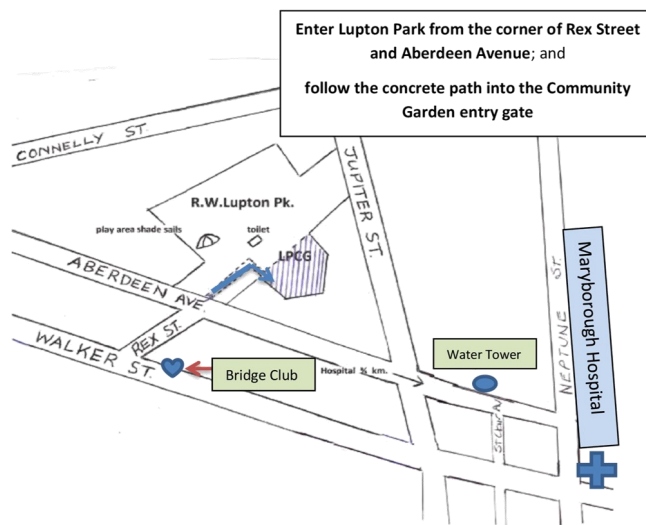 Enter Lupton Park from the corner of Rex Street
and Aberdeen Avenue; and
follow the concrete path into the Community
Garden entry gate
CONNELLY ST.
JUPITER ST.
R.W.Lupton Pk.
play area shade sails
toilet
LPCG
ABERDEEN AVE.
REX ST.
WALKER ST.
Bridge Club
Hospital ¾ km.
Water Tower
NEPTUNE ST.
Maryborough Hospital